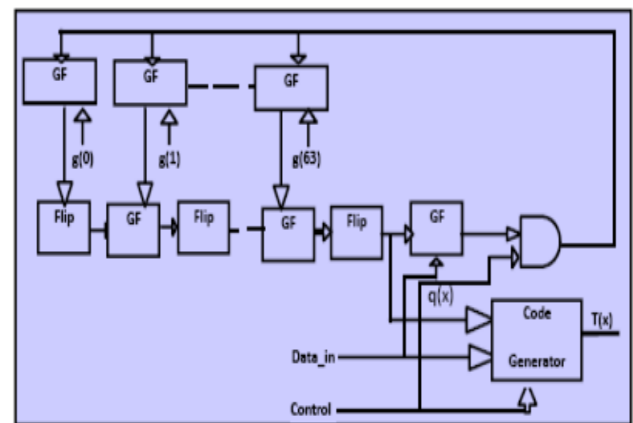 GF GF GF
g(0) g(1) g(63)
Flip GF Flip GF Flip GF
q(x)
Code
Generator
T(x)
Data_in
Control